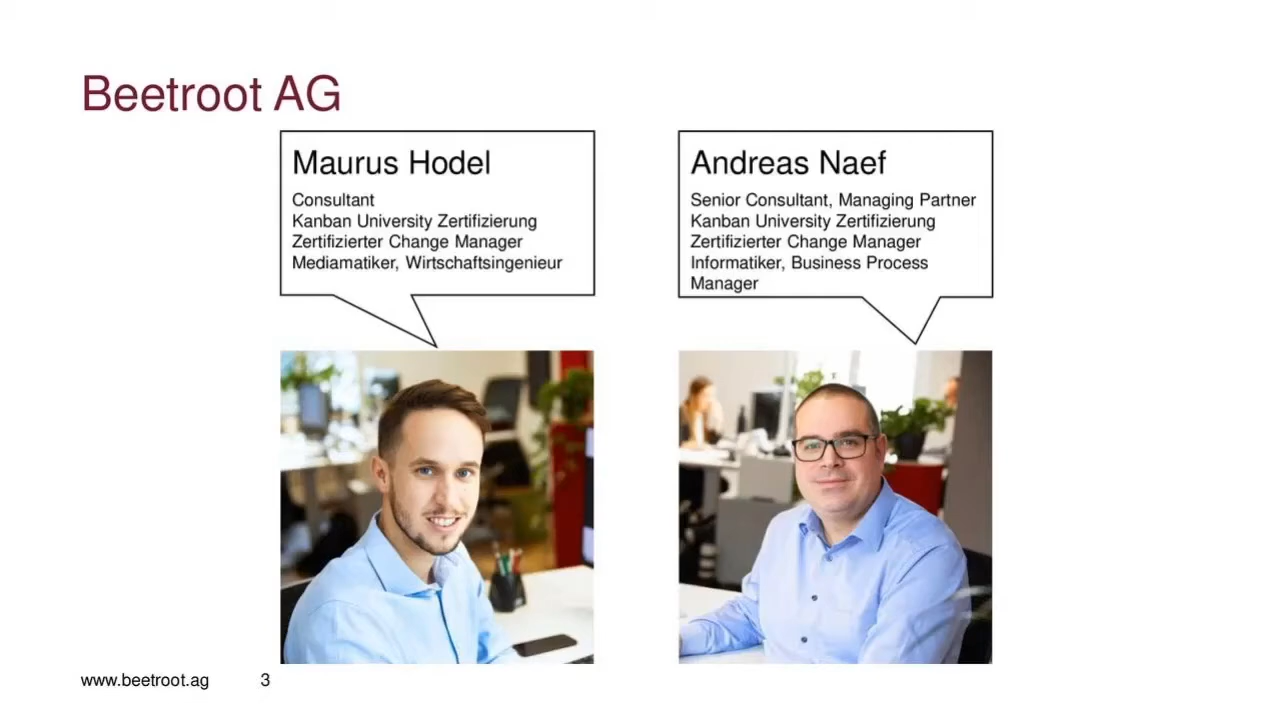 Beetroot AG
Maurus Hodel
Consultant
Kanban University Zertifizierung
Zertifizierter Change Manager
Mediamatiker, Wirtschaftsingenieur
Andreas Naef
Senior Consultant, Managing Partner
Kanban University Zertifizierung
Zertifizierter Change Manager
Informatiker, Business Process
Manager
www.beetroot.ag
3